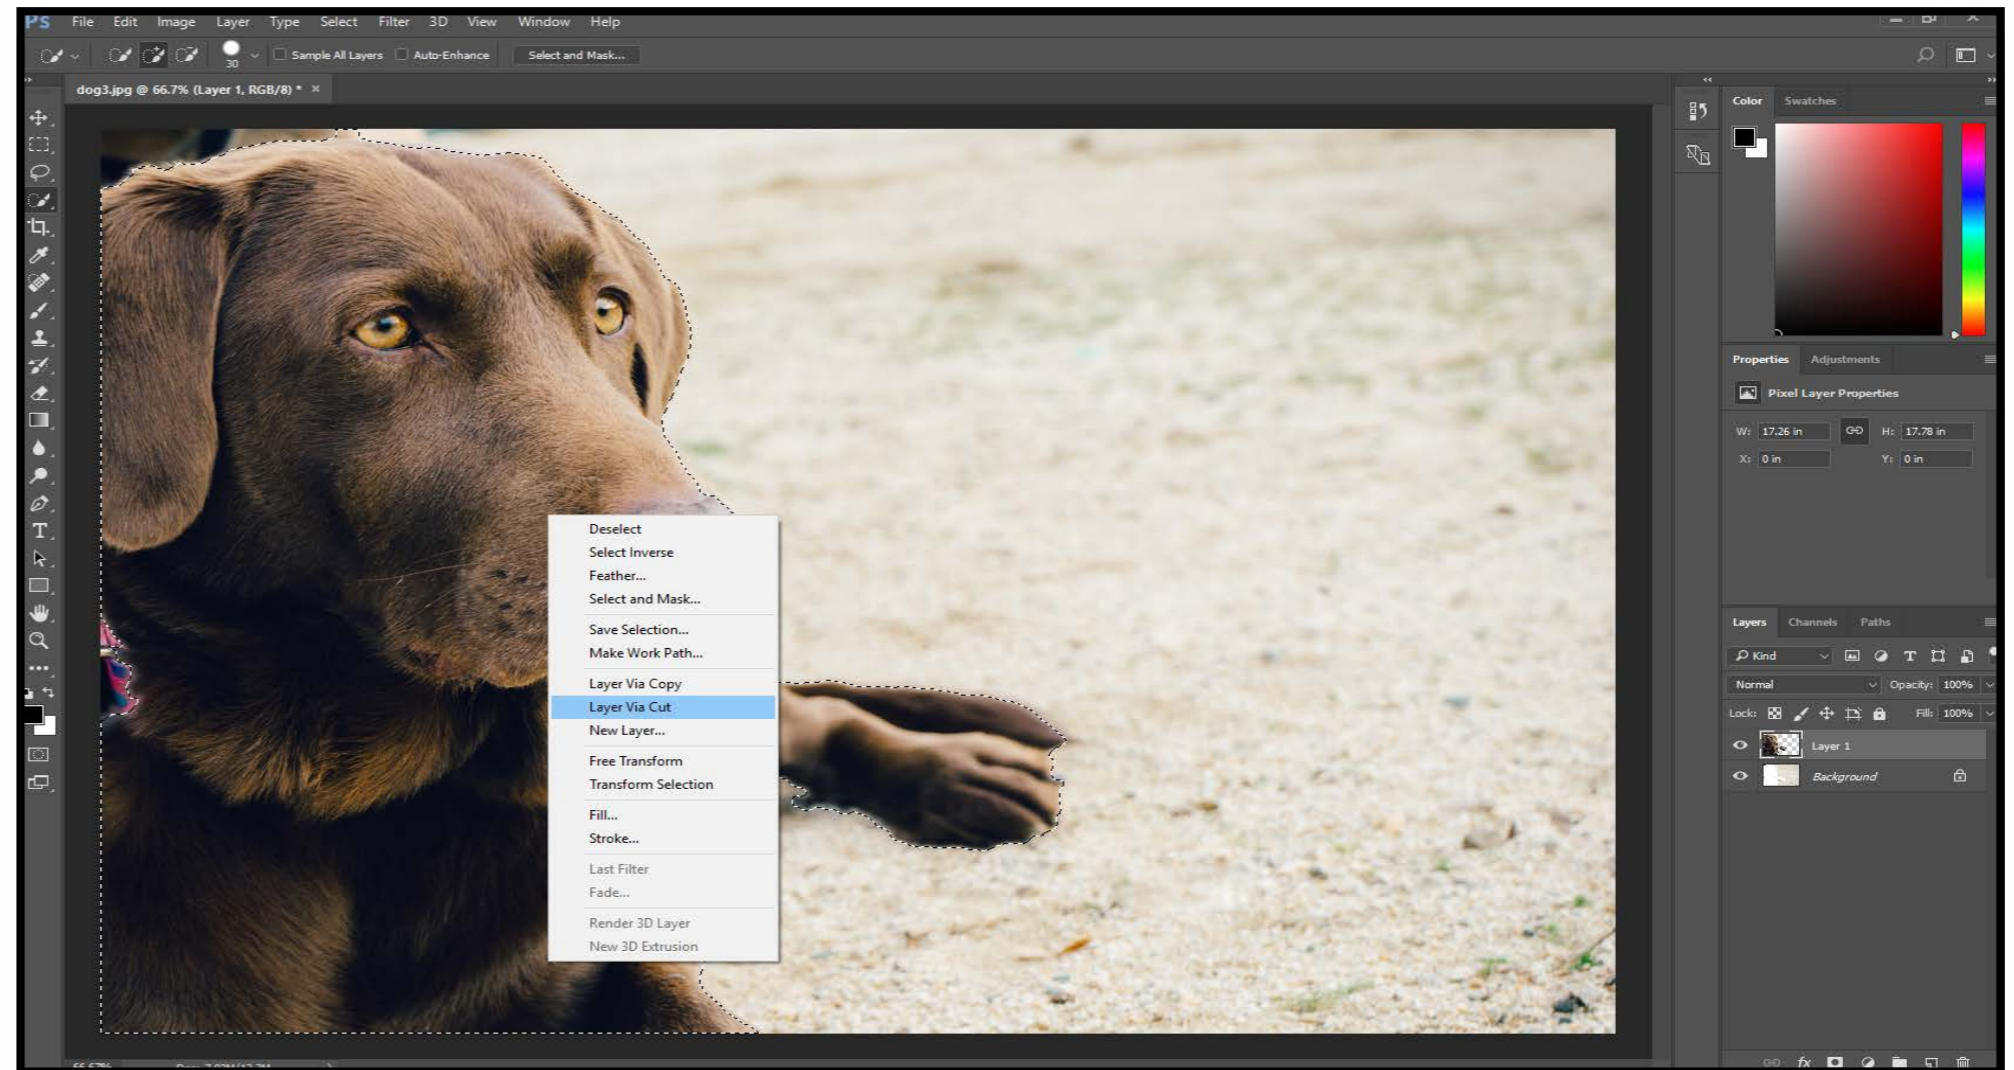 PS File Edit Image Layer Type Select Filter 3D View Window Help
30 Sample All Layers Auto-Enhance Select and Mask...
dog3.jpg @ 66.7% (Layer 1, RGB/8) * ×
Color Swatches
Properties Adjustments
Pixel Layer Properties
W: 17.26 in H: 17.78 in
X: 0 in Y: 0 in
Deselect
Select Inverse
Feather...
Select and Mask...
Save Selection...
Make Work Path...
Layer Via Copy
Layer Via Cut
New Layer...
Free Transform
Transform Selection
Fill...
Stroke...
Last Filter
Fade...
Render 3D Layer
New 3D Extrusion
Layers Channels Paths
Kind
Normal Opacity: 100%
Lock: Fill: 100%
Layer 1
Background
fx